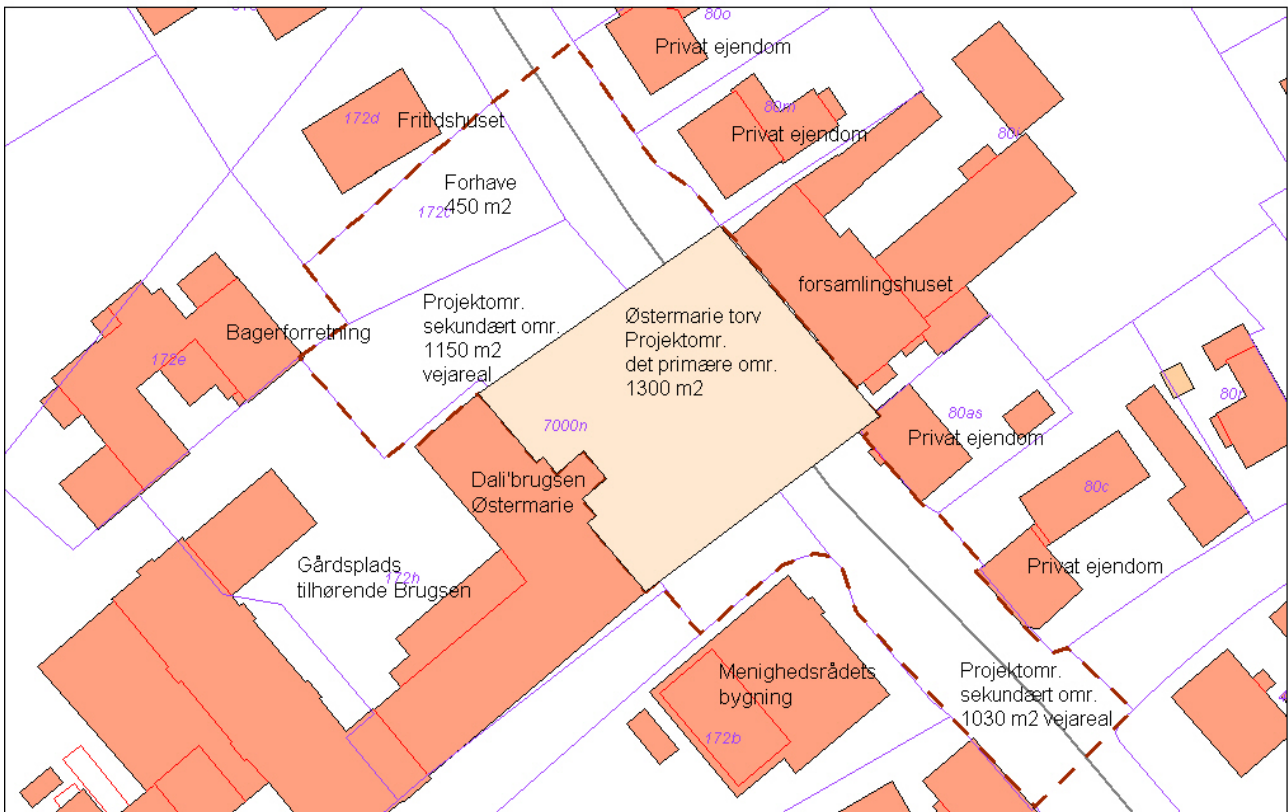 80o
Privat ejendom
172d
Fritidshuset
80m
Privat ejendom
Forhave
450 m2
172c
forsamlingshuset
Projektomr.
sekundært omr.
1150 m2
vejareal
Østermarie torv
Projektomr.
det primære omr.
1300 m2
Bagerforretning
172e
7000n
80as
Privat ejendom
Dali'brugsen
Østermarie
80c
Gårdsplads
tilhørende Brugsen
172h
Privat ejendom
Menighedsrådets
bygning
172b
Projektomr.
sekundært omr.
1030 m2 vejareal